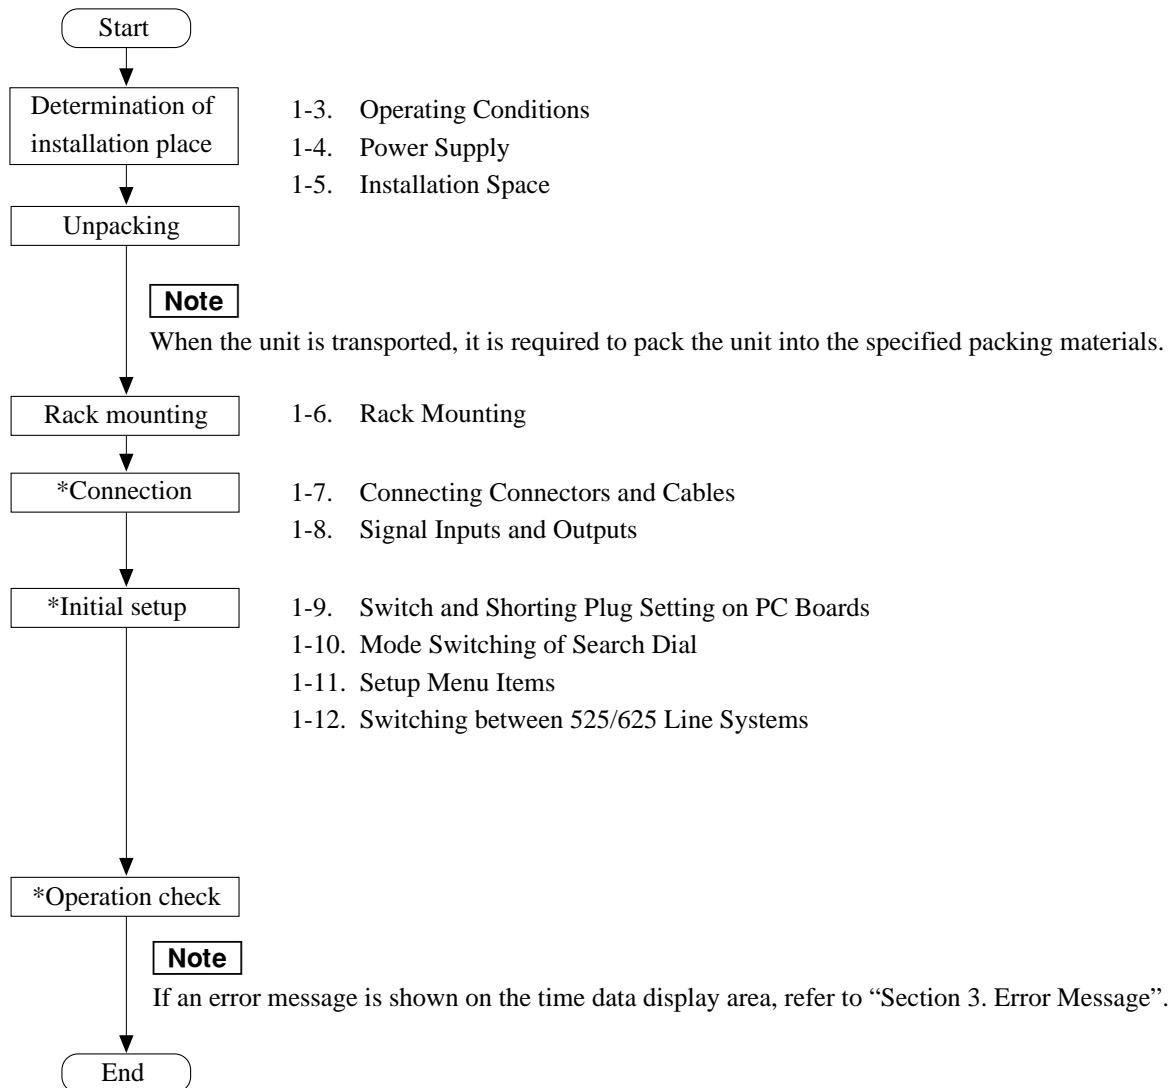 Start
Determination of
installation place
1-3. Operating Conditions
1-4. Power Supply
1-5. Installation Space
Unpacking
Note
When the unit is transported, it is required to pack the unit into the specified packing materials.
Rack mounting
1-6. Rack Mounting
*Connection
1-7. Connecting Connectors and Cables
1-8. Signal Inputs and Outputs
*Initial setup
1-9. Switch and Shorting Plug Setting on PC Boards
1-10. Mode Switching of Search Dial
1-11. Setup Menu Items
1-12. Switching between 525/625 Line Systems
*Operation check
Note
If an error message is shown on the time data display area, refer to “Section 3. Error Message”.
End